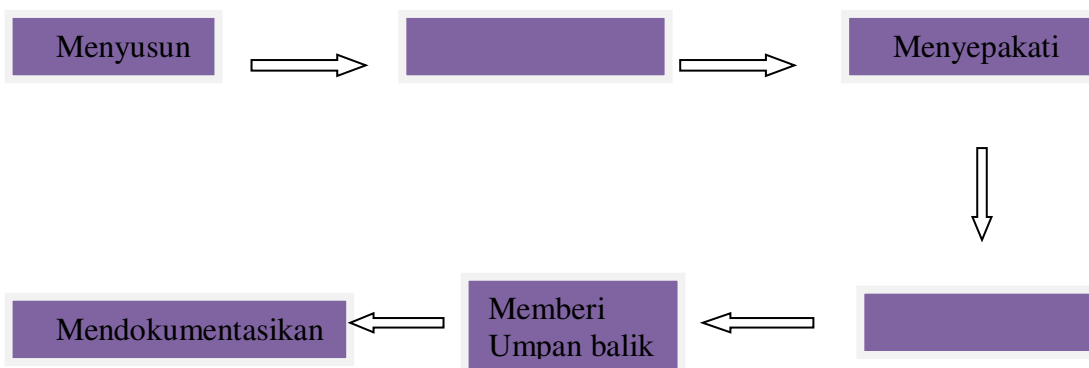 Menyusun
Menyepakati
Memberi
Umpan balik
Mendokumentasikan